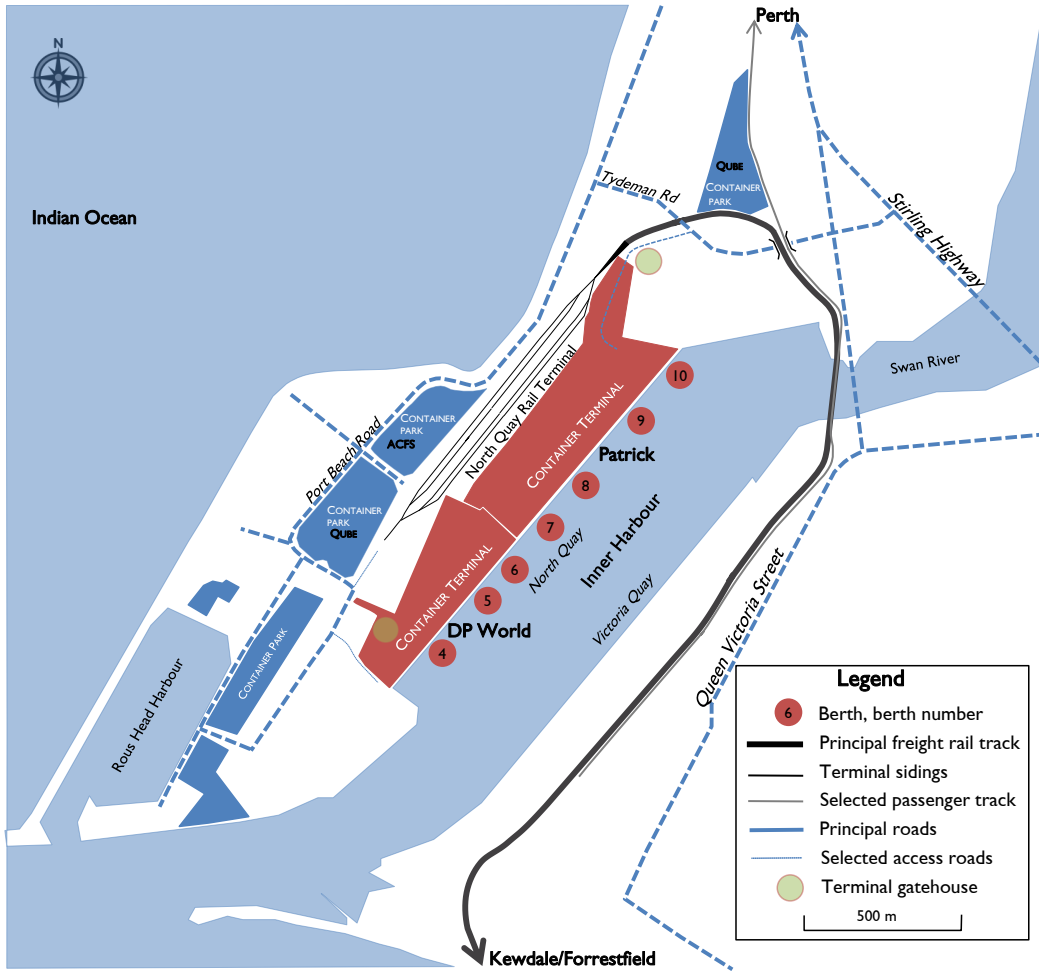 N
Perth
QUBE
CONTAINER
PARK
Tydeman Rd
Stirling Highway
Indian Ocean
Swan River
North Quay Rail Terminal
10
9
8
7
6
5
4
CONTAINER TERMINAL
Patrick
CONTAINER
PARK
ACFS
Port Beach Road
CONTAINER
PARK
QUBE
North Quay
Inner Harbour
CONTAINER TERMINAL
DP World
Victoria Quay
Queen Victoria Street
CONTAINER PARK
Rous Head Harbour
Kewdale/Forrestfield
Legend
6 Berth, berth number
Principal freight rail track
Terminal sidings
Selected passenger track
Principal roads
Selected access roads
Terminal gatehouse
500 m